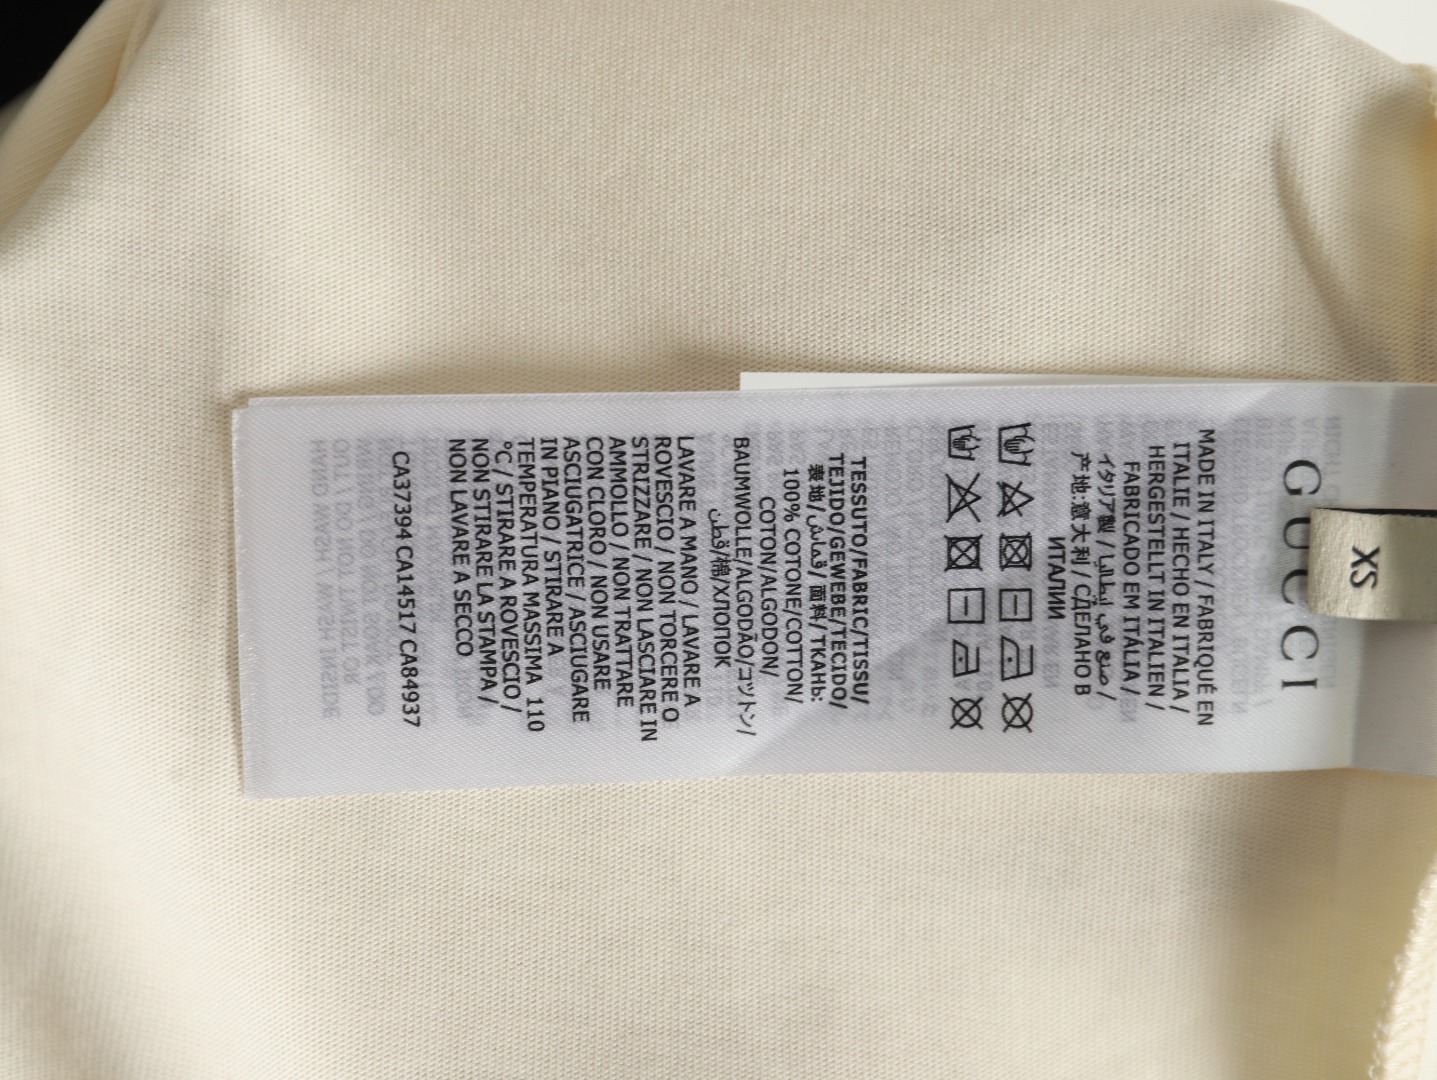 GUCCI
XS
MADE IN ITALY / FABRIQUÉ EN
ITALIE / HECHO EN ITALIA /
HERGESTELLT IN ITALIEN /
FABRICADO EM ITÁLIA /
イタリア製 / صنع في إيطاليا /
产地:意大利 / СДЕЛАНО В
ИТАЛИИ
TESSUTO/FABRIC/TISSU/
TEJIDO/GEWEBE/TECIDO/
表地/قماش/ 面料/ ТКАНЬ:
100% COTONE/COTTON/
COTON/ALGODON/
BAUMWOLLE/ALGODÃO/コットン/
قطن/棉/ХЛОПОК
LAVARE A MANO / LAVARE A
ROVESCIO / NON TORCERE O
STRIZZARE / NON LASCIARE IN
AMMOLLO / NON TRATTARE
CON CLORO / NON USARE
ASCIUGATRICE / ASCIUGARE
IN PIANO / STIRARE A
TEMPERATURA MASSIMA 110
°C / STIRARE A ROVESCIO /
NON STIRARE LA STAMPA /
NON LAVARE A SECCO
CA37394 CA14517 CA84937